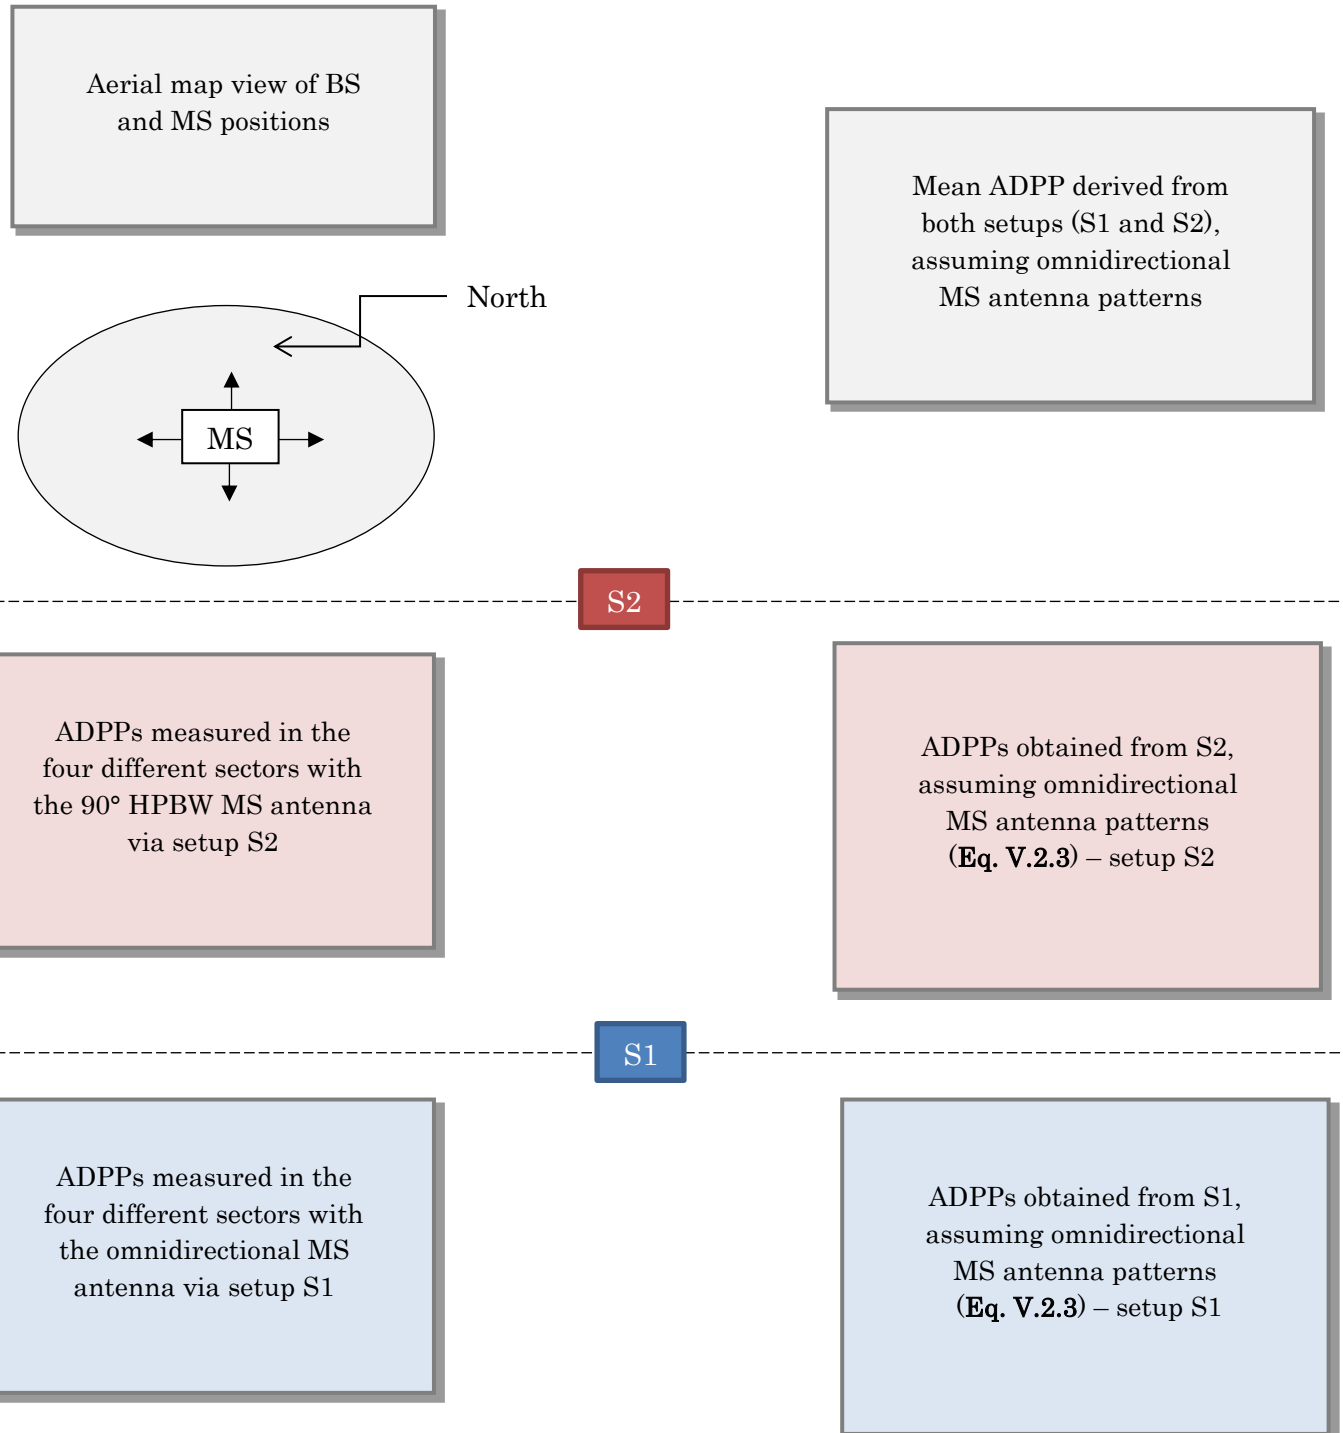 Aerial map view of BS
and MS positions
Mean ADPP derived from
both setups (S1 and S2),
assuming omnidirectional
MS antenna patterns
North
MS
S2
ADPPs measured in the
four different sectors with
the 90° HPBW MS antenna
via setup S2
ADPPs obtained from S2,
assuming omnidirectional
MS antenna patterns
(Eq. V.2.3) – setup S2
S1
ADPPs measured in the
four different sectors with
the omnidirectional MS
antenna via setup S1
ADPPs obtained from S1,
assuming omnidirectional
MS antenna patterns
(Eq. V.2.3) – setup S1